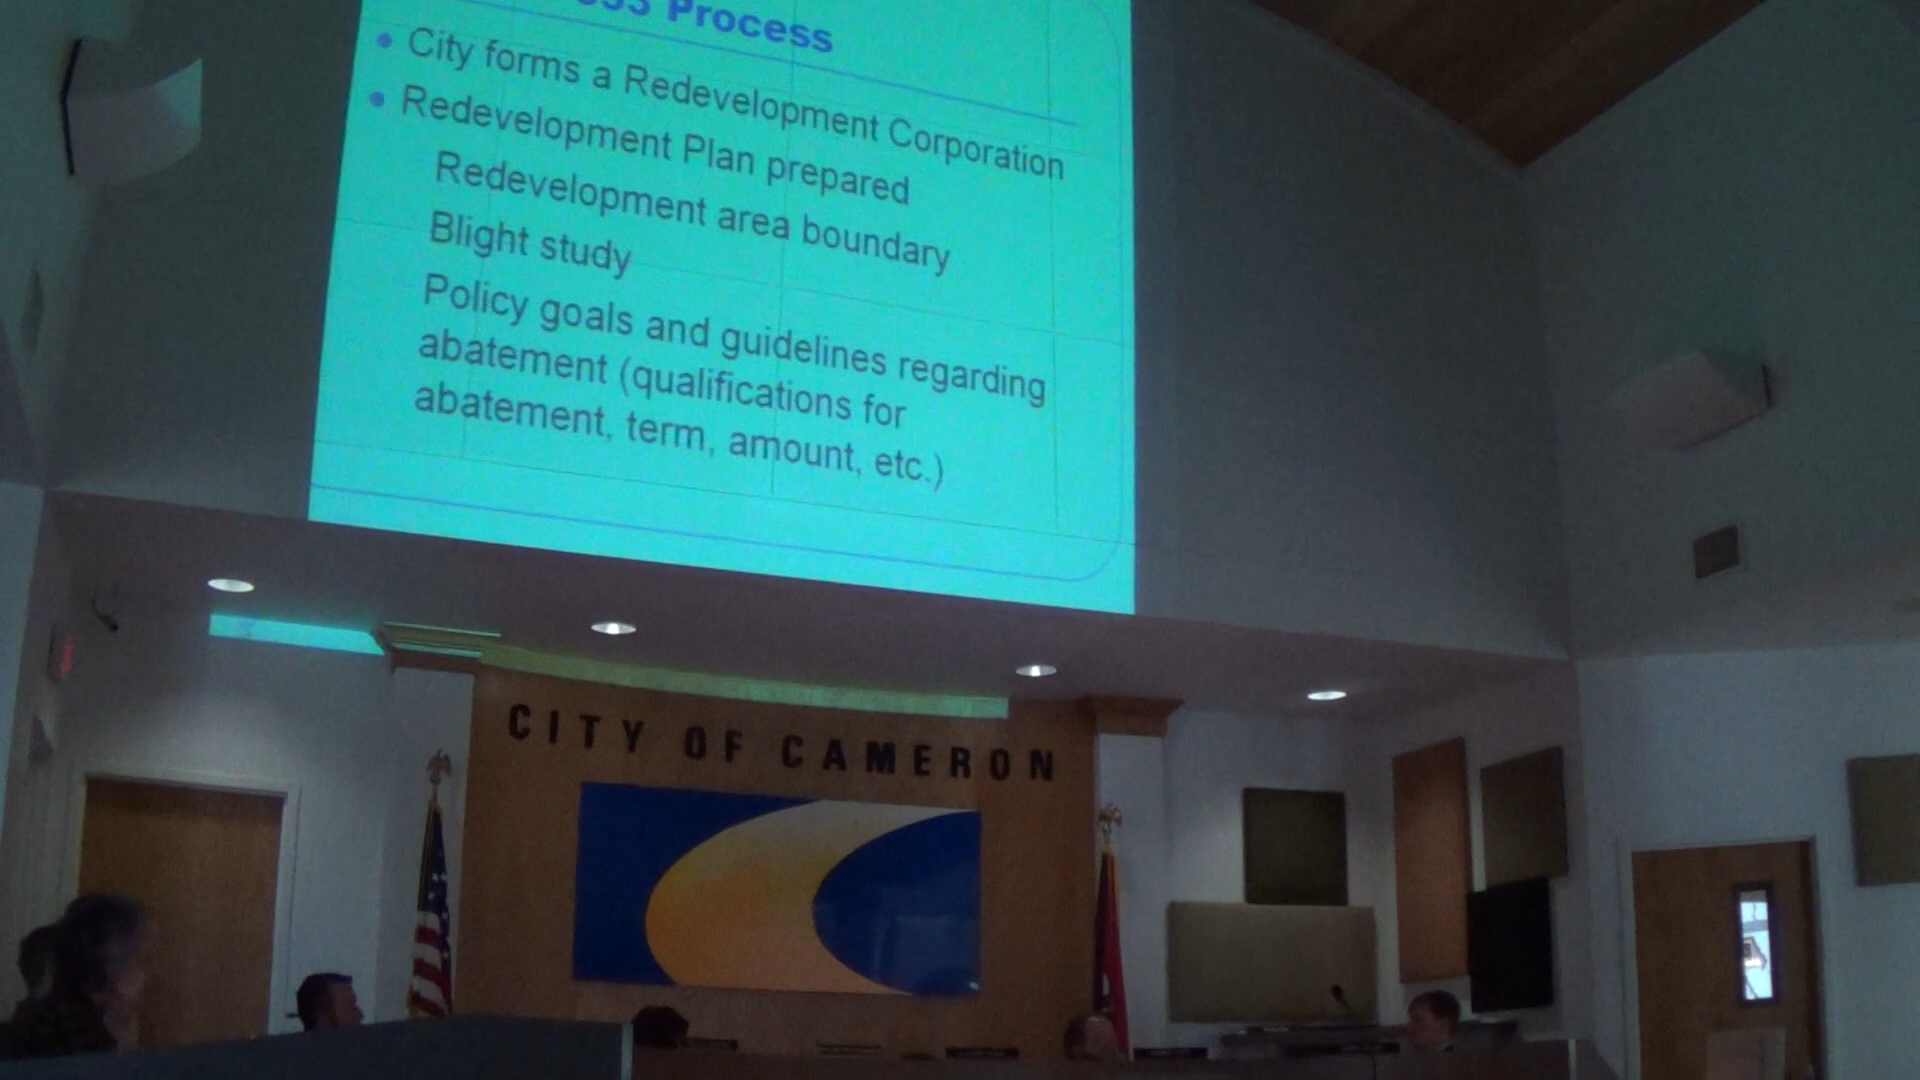 353 Process
• City forms a Redevelopment Corporation
• Redevelopment Plan prepared
Redevelopment area boundary
Blight study
Policy goals and guidelines regarding
abatement (qualifications for
abatement, term, amount, etc.)
CITY OF CAMERON